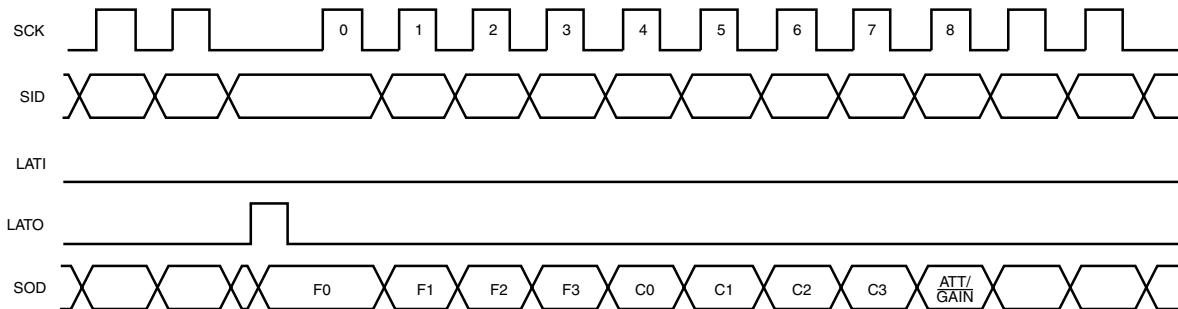 SCK 0 1 2 3 4 5 6 7 8
SID
LATI
LATO
SOD F0 F1 F2 F3 C0 C1 C2 C3 ATT/
GAIN